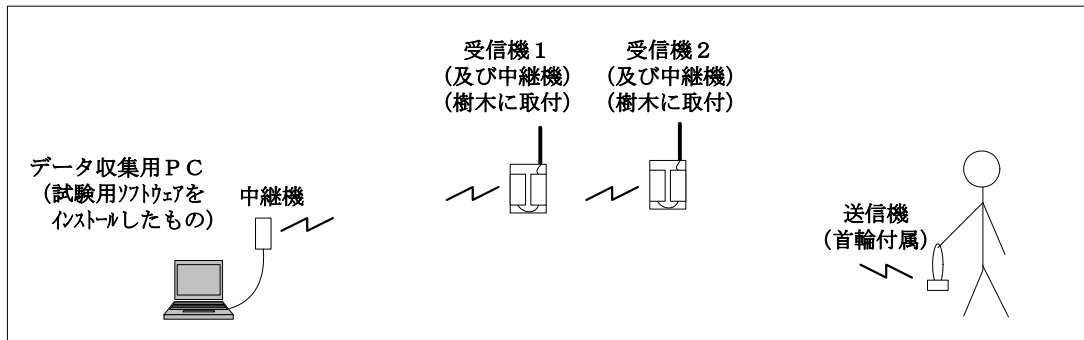 受信機１
(及び中継機)
(樹木に取付)
受信機２
(及び中継機)
(樹木に取付)
データ収集用ＰＣ
(試験用ｿﾌﾄｳｪｱを
ｲﾝｽﾄｰﾙしたもの)
中継機
送信機
(首輪付属)